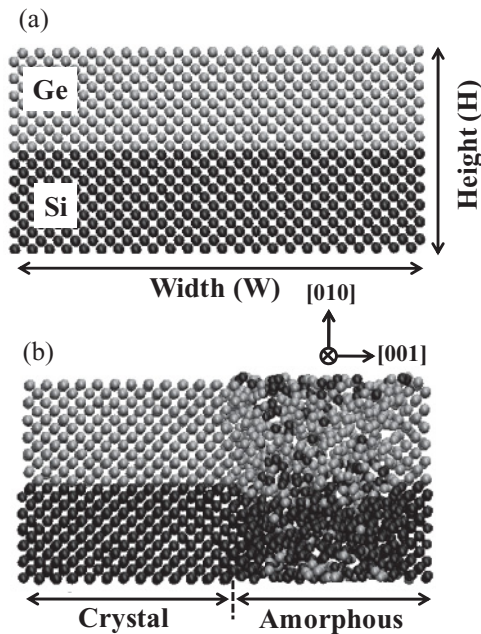 (a)
Ge
Si
Height (H)
Width (W)
[010]
[001]
(b)
Crystal
Amorphous